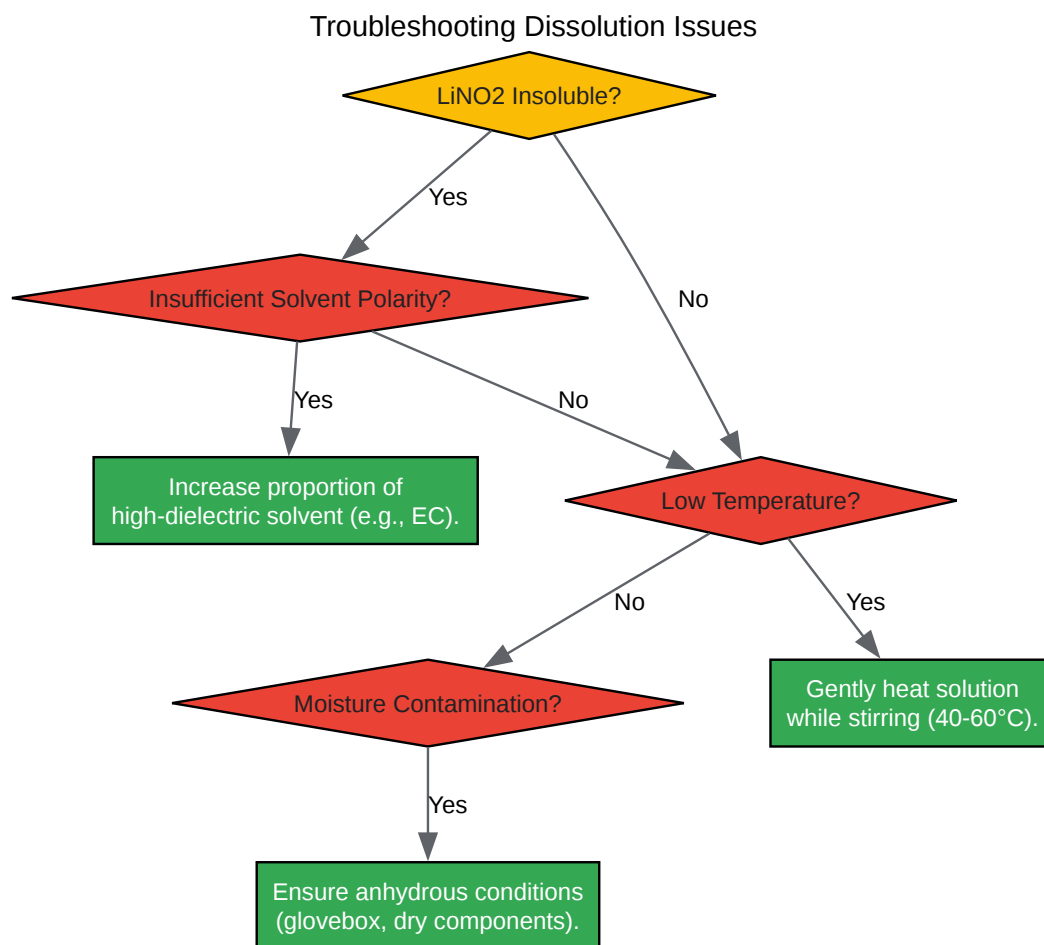 Troubleshooting Dissolution Issues
LiNO2 Insoluble?
Yes
Insufficient Solvent Polarity?
No
Yes
No
Increase proportion of
high-dielectric solvent (e.g., EC).
Low Temperature?
No
Yes
Moisture Contamination?
Gently heat solution
while stirring (40-60°C).
Yes
Ensure anhydrous conditions
(glovebox, dry components).